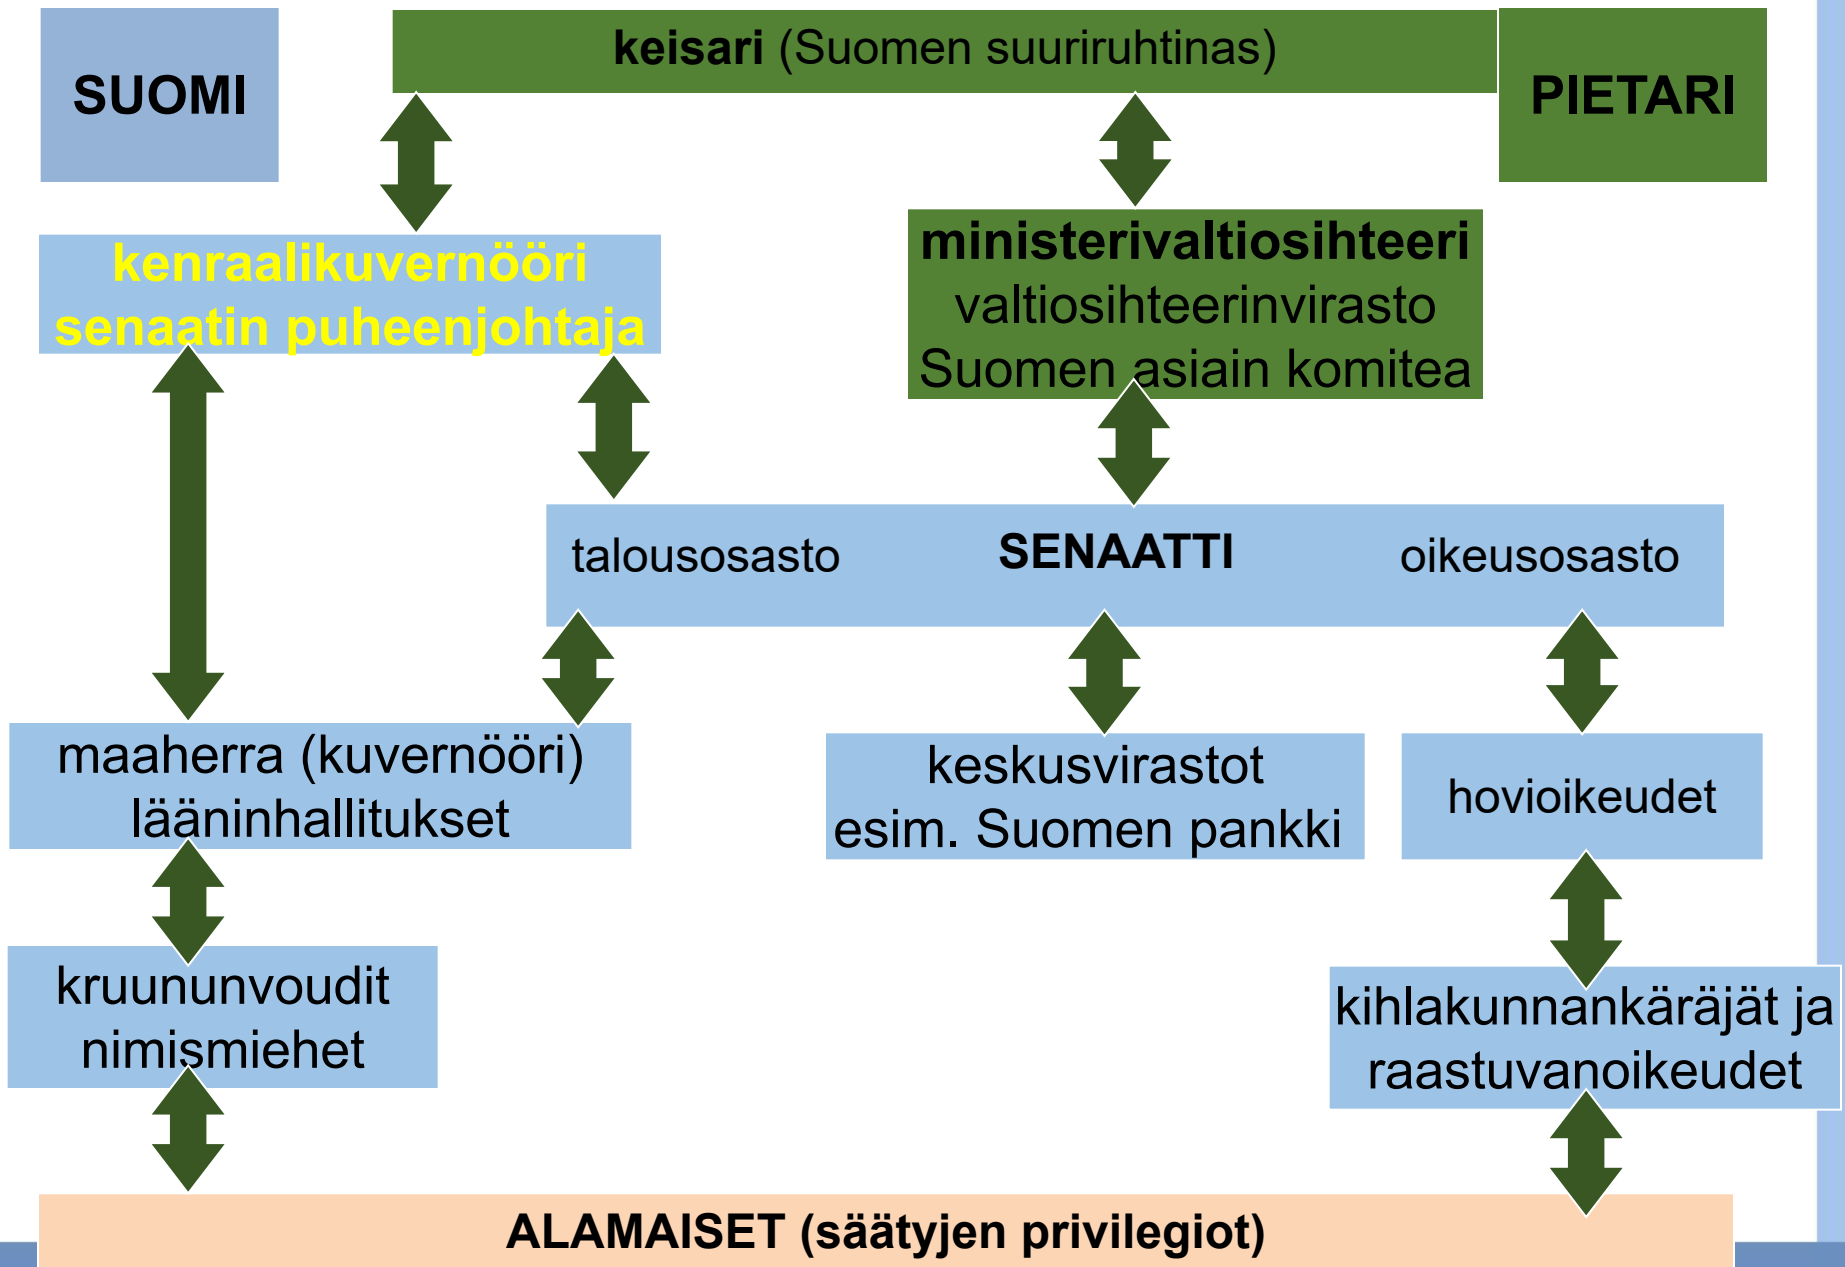 SUOMI
keisari (Suomen suuriruhtinas)
PIETARI
kenraalikuvernööri
senaatin puheenjohtaja
ministerivaltiosihteeri
valtiosihteerinvirasto
Suomen asiain komitea
talousosasto
SENAATTI
oikeusosasto
maaherra (kuvernööri)
lääninhallitukset
keskusvirastot
esim. Suomen pankki
hovioikeudet
kruununvoudit
nimismiehet
kihlakunnankäräjät ja
raastuvanoikeudet
ALAMAISET (säätyjen privilegiot)